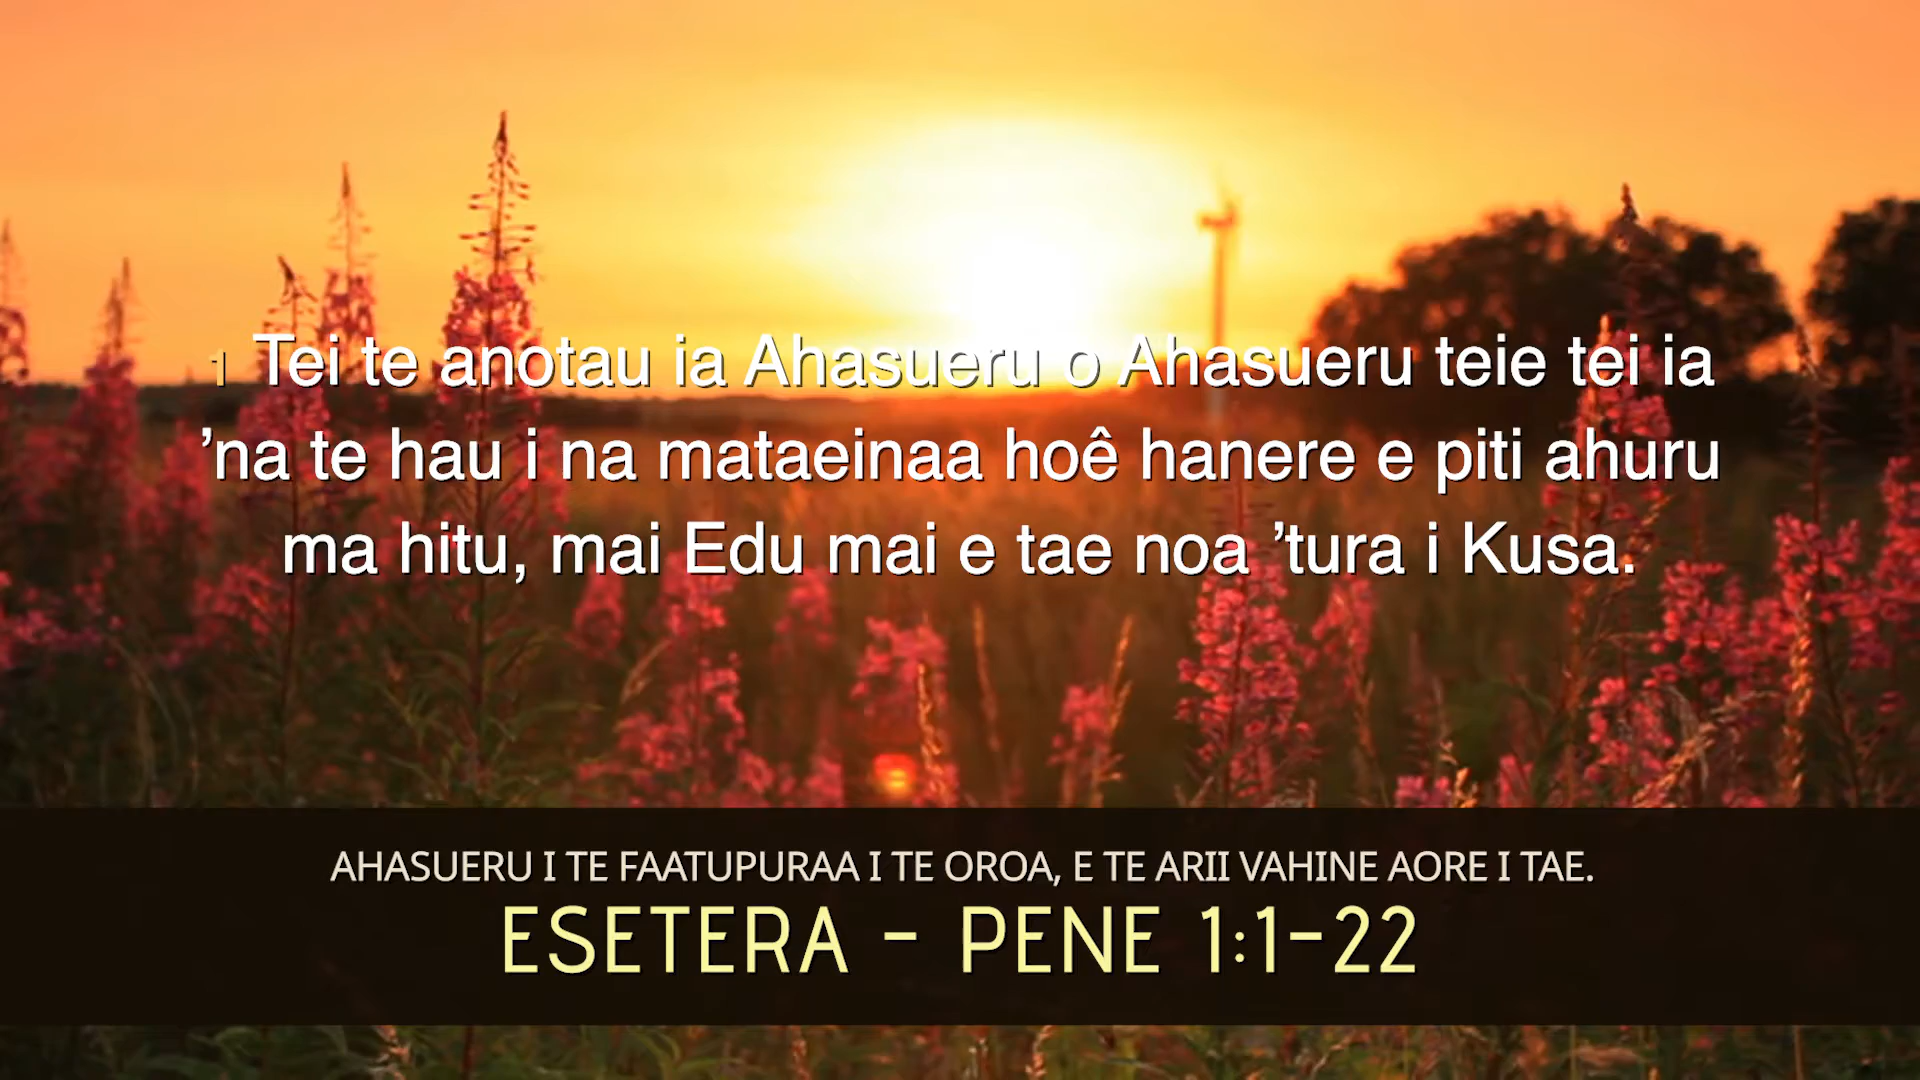 1 Tei te anotau ia Ahasueru o Ahasueru teie tei ia
’na te hau i na mataeinaa hoê hanere e piti ahuru
ma hitu, mai Edu mai e tae noa ’tura i Kusa.
AHASUERU I TE FAATUPURAA I TE OROA, E TE ARII VAHINE AORE I TAE.
ESETERA - PENE 1:1-22